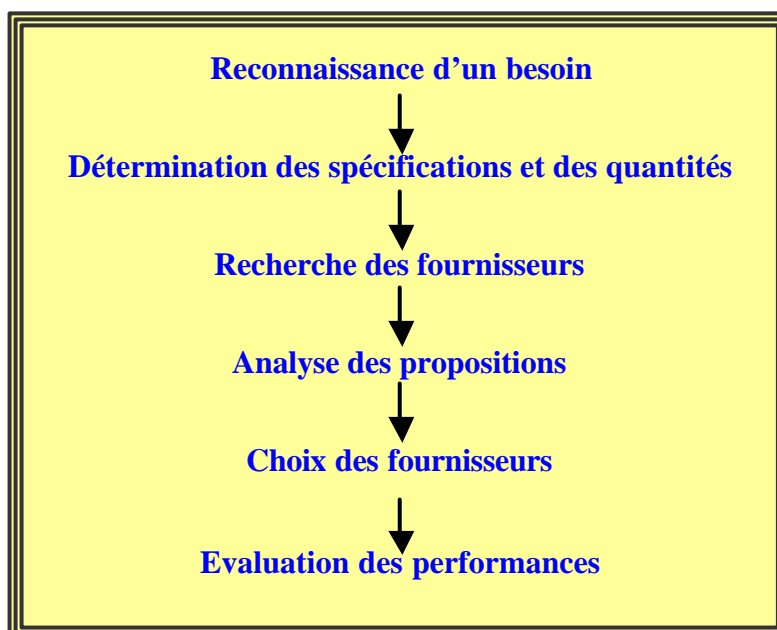 Reconnaissance d’un besoin
Détermination des spécifications et des quantités
Recherche des fournisseurs
Analyse des propositions
Choix des fournisseurs
Evaluation des performances